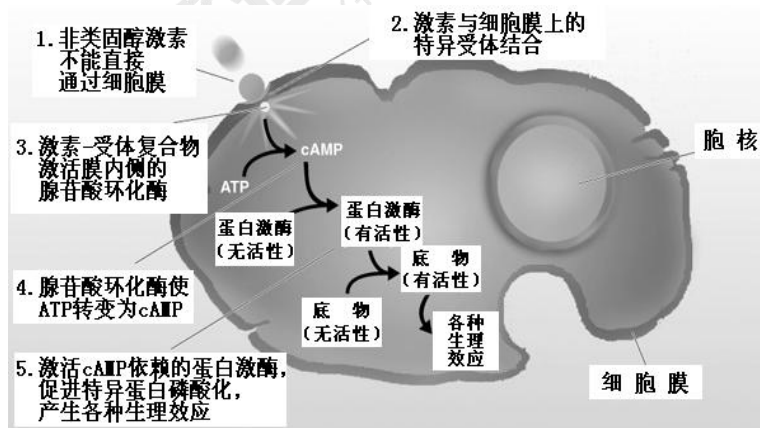 1.非类固醇激素
不能直接
通过细胞膜
2.激素与细胞膜上的
特异受体结合
3.激素-受体复合物
激活膜内侧的
腺苷酸环化酶
胞核
cAMP
ATP
蛋白激酶
(无活性)
蛋白激酶
(有活性)
底物
(有活性)
底物
(无活性)
各种
生理
效应
4.腺苷酸环化酶使
ATP转变为cAMP
5.激活cAMP依赖的蛋白激酶,
促进特异蛋白磷酸化,
产生各种生理效应
细胞膜